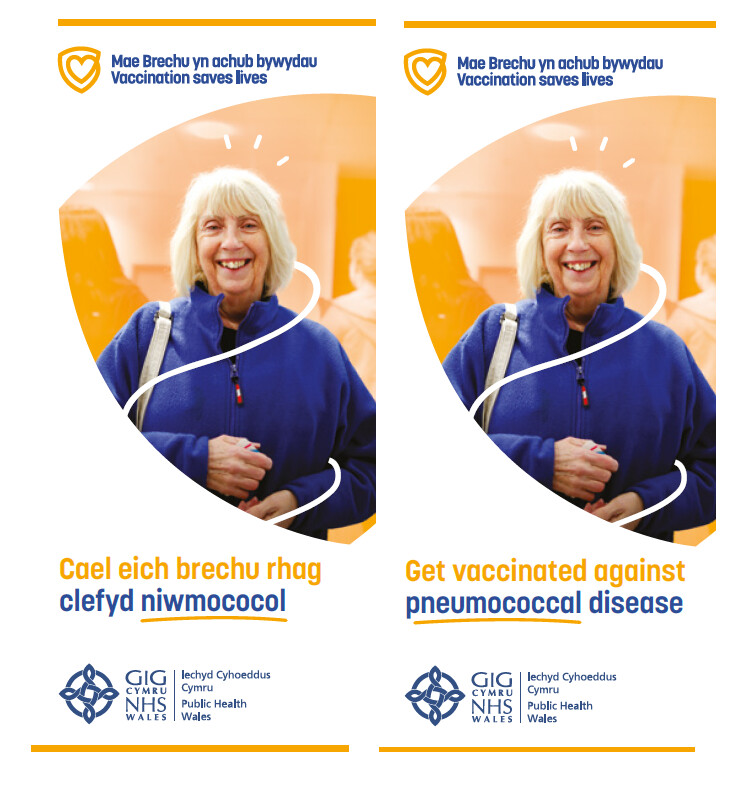 Mae Brechu yn achub bywydau
Vaccination saves lives
Cael eich brechu rhag
clefyd niwmococol
GIG
CYMRU
NHS
WALES
Iechyd Cyhoeddus
Cymru
Public Health
Wales
Mae Brechu yn achub bywydau
Vaccination saves lives
Get vaccinated against
pneumococcal disease
GIG
CYMRU
NHS
WALES
Iechyd Cyhoeddus
Cymru
Public Health
Wales